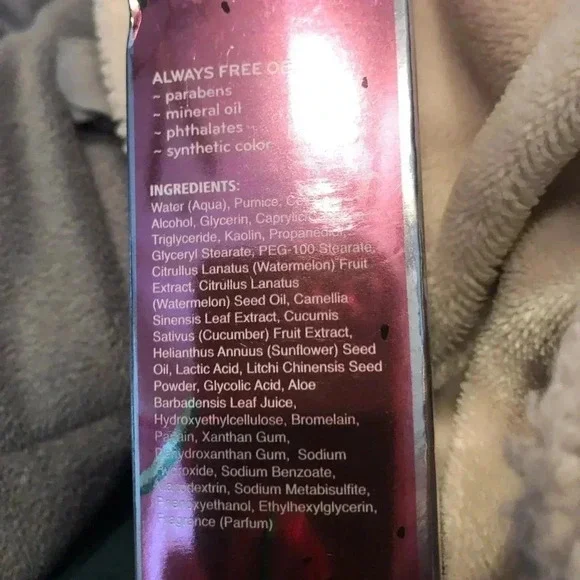 ALWAYS FREE
~ parabens
~ mineral oil
~ phthalates
~ synthetic color
INGREDIENTS:
Water (Aqua), Pumice,
Alcohol, Glycerin,
Triglyceride, Kaolin,
Glyceryl Stearate, PEG-100 Stearate,
Citrullus Lanatus (Watermelon) Fruit
Extract, Citrullus Lanatus
(Watermelon) Seed Oil, Camellia
Sinensis Leaf Extract, Cucumis
Sativus (Cucumber) Fruit Extract,
Helianthus Annuus (Sunflower) Seed
Oil, Lactic Acid, Litchi Chinensis Seed
Powder, Glycolic Acid, Aloe
Barbadensis Leaf Juice,
Hydroxyethylcellulose, Bromelain,
Xanthan Gum,
Gum, Sodium
Sodium Benzoate,
Sodium Metabisulfite,
Ethylhexylglycerin,
(Parfum)